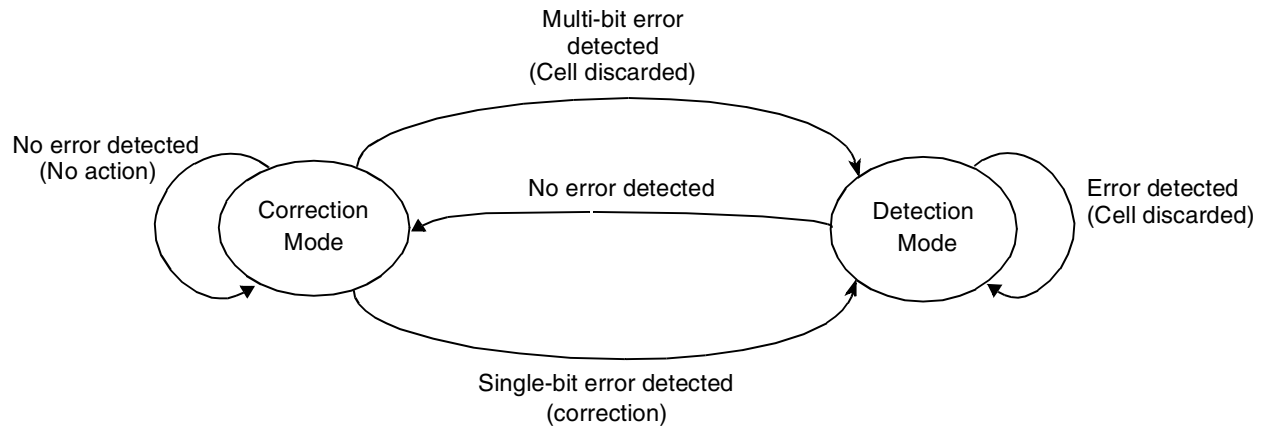 Multi-bit error
detected
(Cell discarded)
No error detected
(No action)
No error detected
Error detected
(Cell discarded)
Correction
Mode
Detection
Mode
Single-bit error detected
(correction)